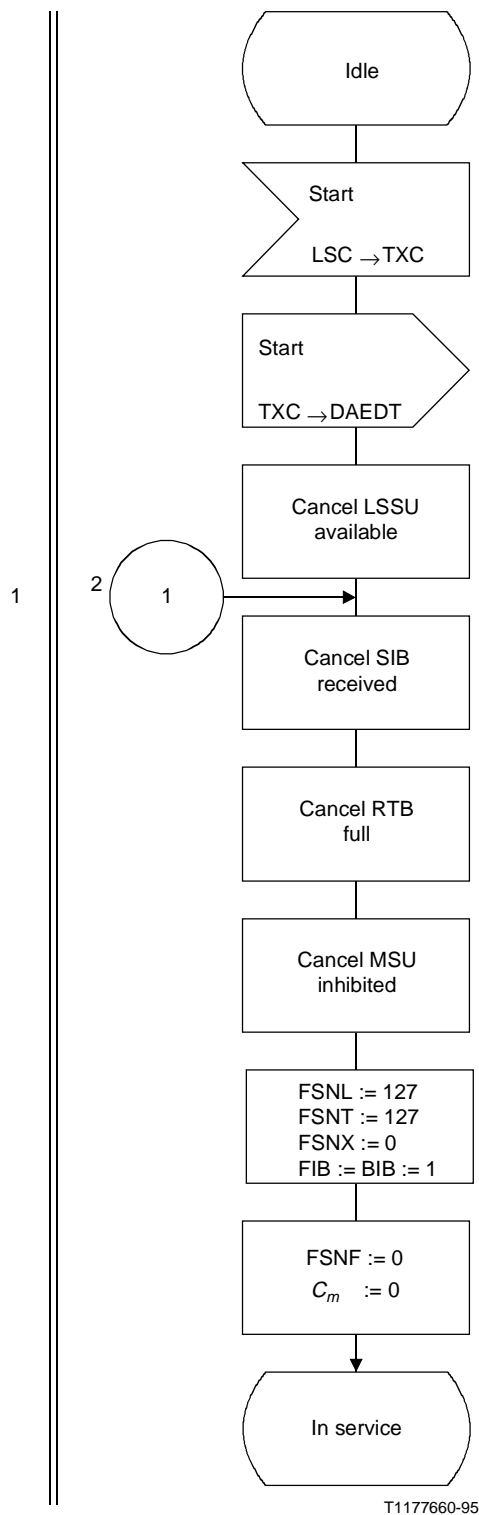 Idle
Start
LSC → TXC
Start
TXC → DAEDT
Cancel LSSU
available
1
2
1
Cancel SIB
received
Cancel RTB
full
Cancel MSU
inhibited
FSNL := 127
FSNT := 127
FSNX := 0
FIB := BIB := 1
FSNF := 0
Cm := 0
In service
T1177660-95